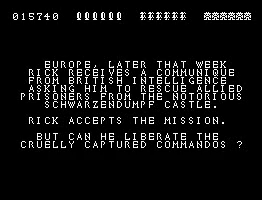 015740
EUROPE, LATER THAT WEEK
RICK RECEIVES A COMMUNIQUE
FROM BRITISH INTELLIGENCE
ASKING HIM TO RESCUE ALLIED
PRISONERS FROM THE NOTORIOUS
SCHWARZENDUMPF CASTLE.
RICK ACCEPTS THE MISSION.
BUT CAN HE LIBERATE THE
CRUELLY CAPTURED COMMANDOS ?